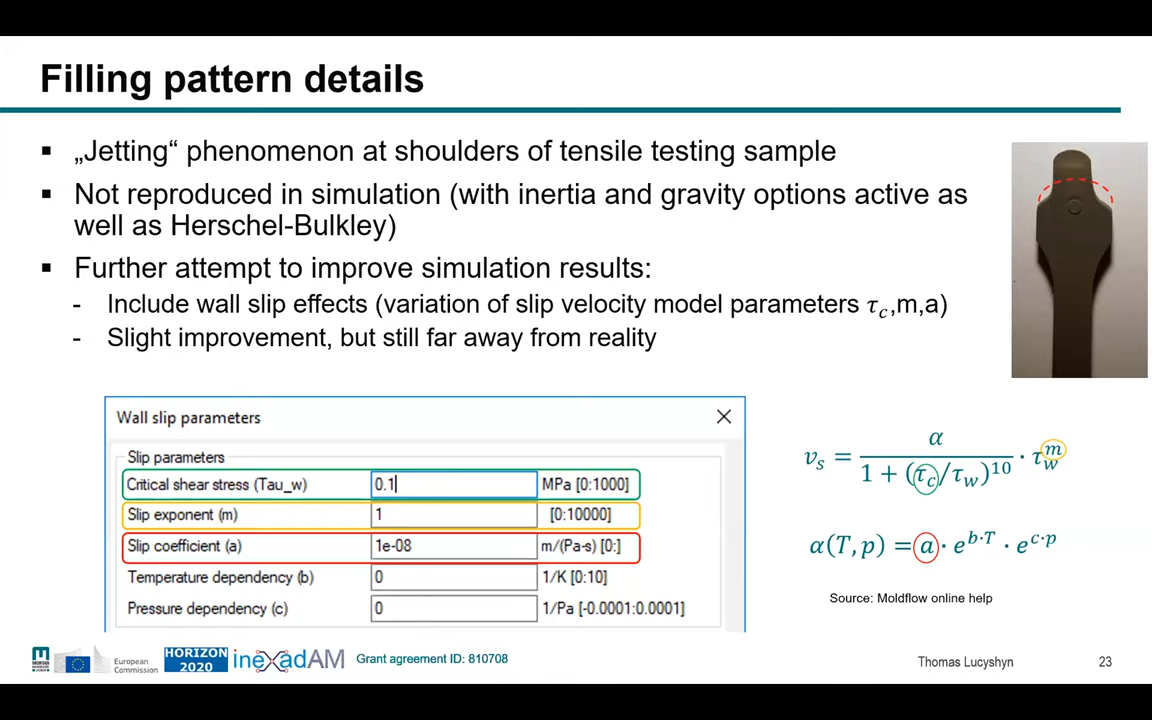 Filling pattern details
▪ „Jetting“ phenomenon at shoulders of tensile testing sample
▪ Not reproduced in simulation (with inertia and gravity options active as
well as Herschel-Bulkley)
▪ Further attempt to improve simulation results:
- Include wall slip effects (variation of slip velocity model parameters τ_c,m,a)
- Slight improvement, but still far away from reality
Wall slip parameters
Slip parameters
Critical shear stress (Tau_w) 0.1 MPa [0:1000]
Slip exponent (m) 1 [0:10000]
Slip coefficient (a) 1e-08 m/(Pa-s) [0:]
Temperature dependency (b) 0 1/K [0:10]
Pressure dependency (c) 0 1/Pa [-0.0001:0.0001]
v_s = α / (1 + (τ_c/τ_w)^10) · τ_w^m
α(T, p) = a · e^(b·T) · e^(c·p)
Source: Moldflow online help
European
Commission
HORIZON
2020
inexadAM
Grant agreement ID: 810708
Thomas Lucyshyn
23